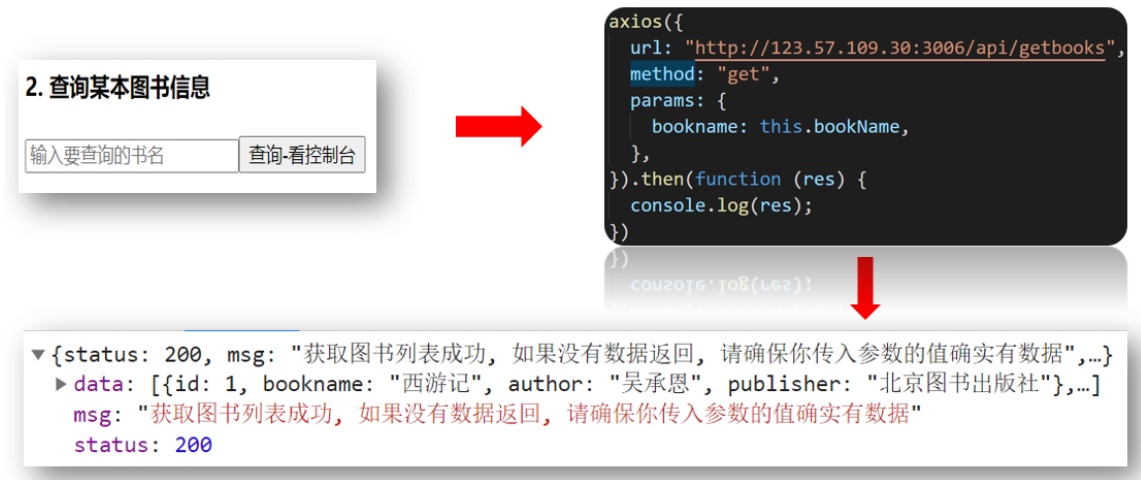 2. 查询某本图书信息
输入要查询的书名
查询-看控制台
axios({
url: "http://123.57.109.30:3006/api/getbooks",
method: "get",
params: {
bookname: this.bookName,
},
}).then(function (res) {
console.log(res);
})
▼{status: 200, msg: "获取图书列表成功, 如果没有数据返回, 请确保你传入参数的值确实有数据",…}
▶data: [{id: 1, bookname: "西游记", author: "吴承恩", publisher: "北京图书出版社"},…]
msg: "获取图书列表成功, 如果没有数据返回, 请确保你传入参数的值确实有数据"
status: 200